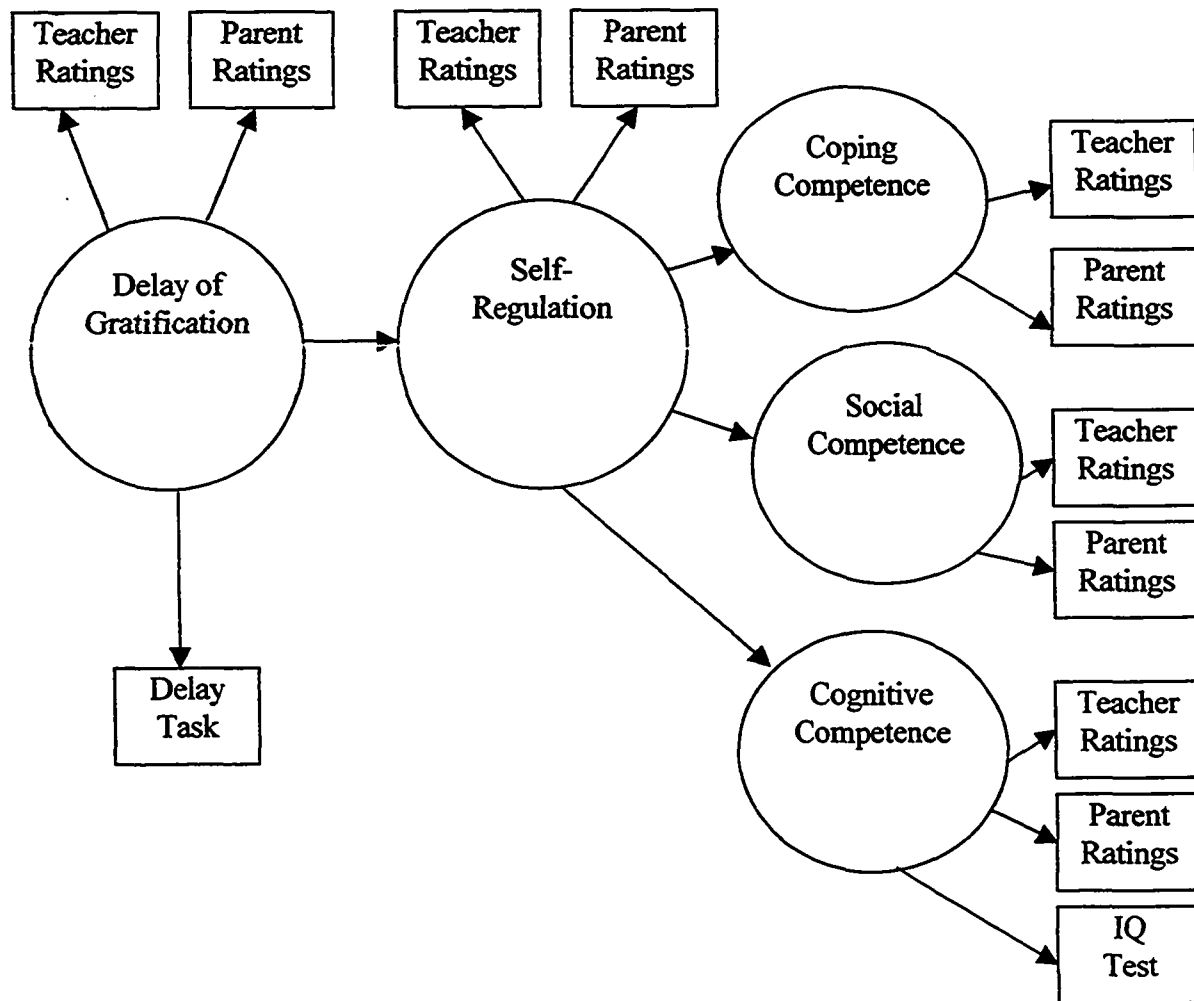 Teacher
Ratings
Parent
Ratings
Teacher
Ratings
Parent
Ratings
Coping
Competence
Teacher
Ratings
Parent
Ratings
Delay of
Gratification
Self-
Regulation
Social
Competence
Teacher
Ratings
Parent
Ratings
Delay
Task
Cognitive
Competence
Teacher
Ratings
Parent
Ratings
IQ
Test